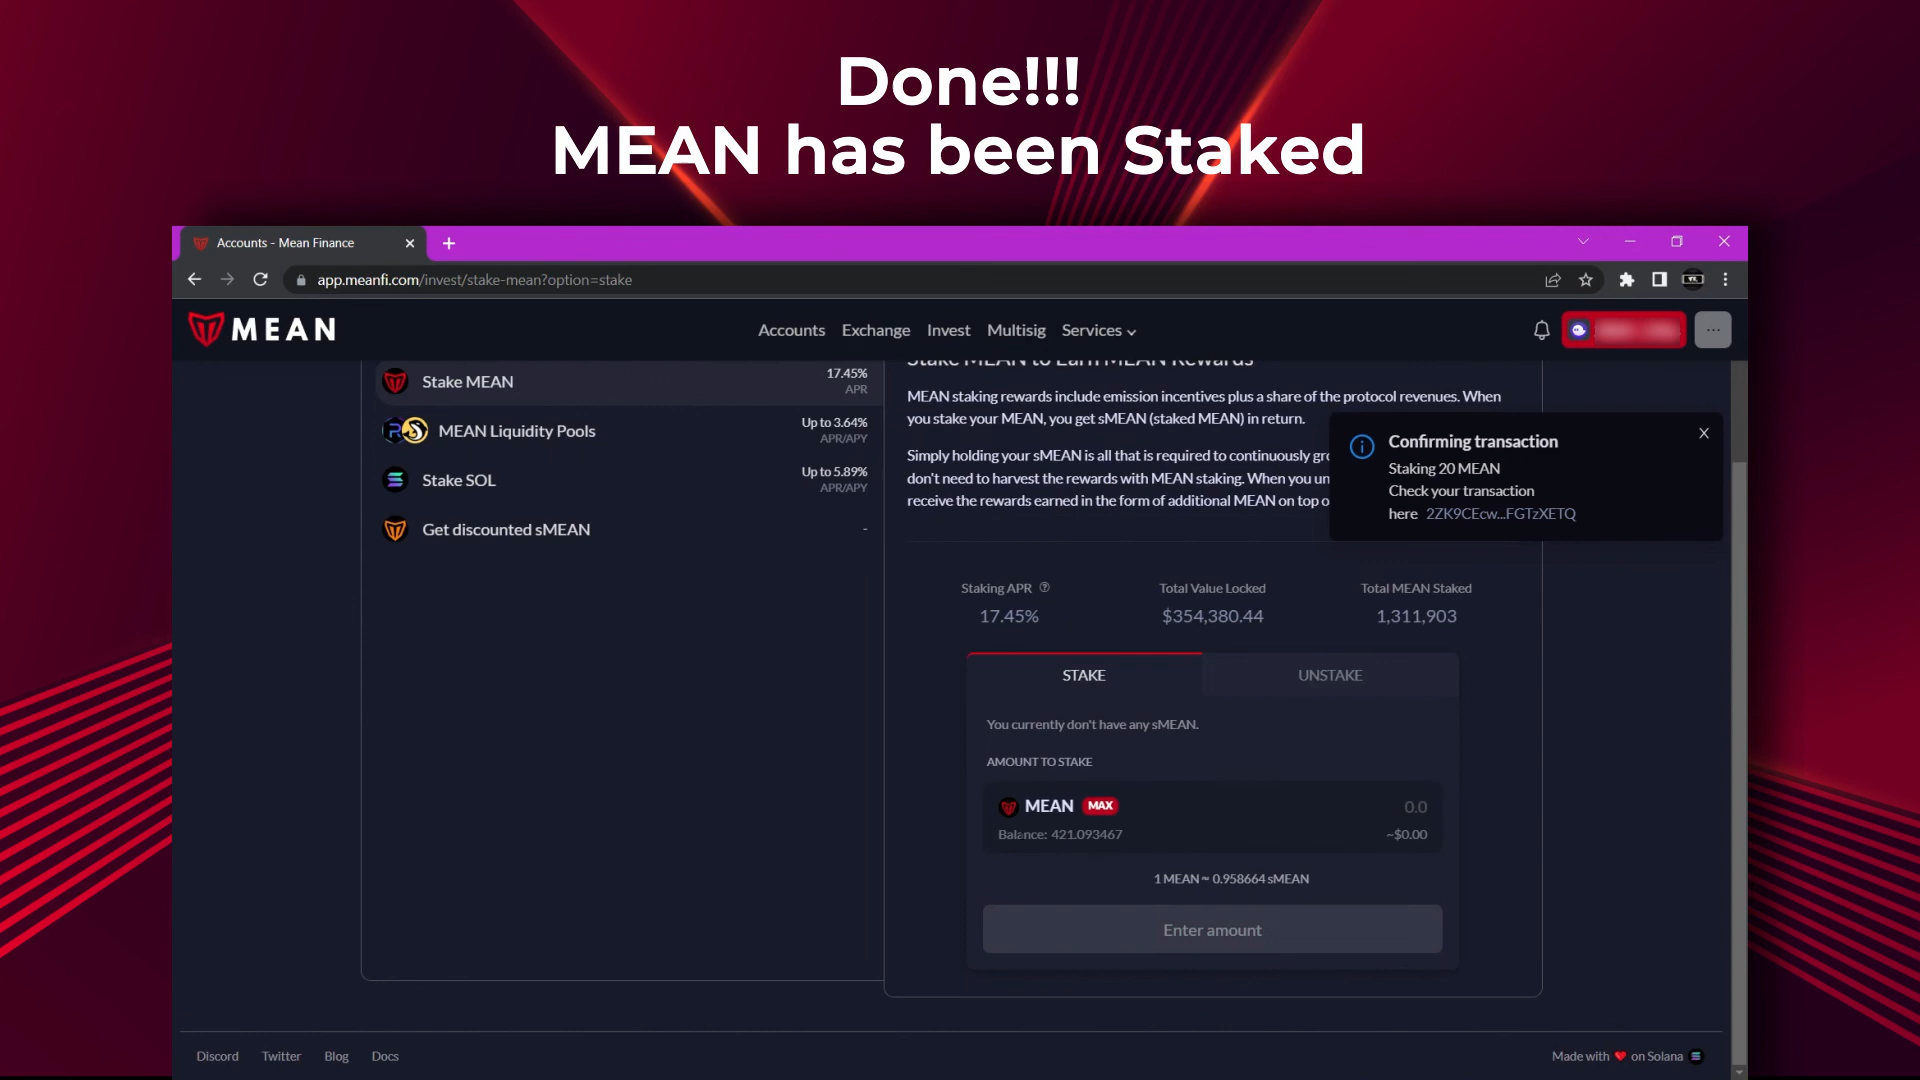 Done!!!
MEAN has been Staked
Accounts - Mean Finance
app.meanfi.com/invest/stake-mean?option=stake
MEAN
Accounts
Exchange
Invest
Multisig
Services
...
Stake MEAN
17.45%
APR
MEAN Liquidity Pools
Up to 3.64%
APR/APY
Stake SOL
Up to 5.89%
APR/APY
Get discounted sMEAN
-
Stake MEAN to Earn MEAN Rewards
MEAN staking rewards include emission incentives plus a share of the protocol revenues. When
you stake your MEAN, you get sMEAN (staked MEAN) in return.
Simply holding your sMEAN is all that is required to continuously
don't need to harvest the rewards with MEAN staking. When you
receive the rewards earned in the form of additional MEAN on top
Confirming transaction
Staking 20 MEAN
Check your transaction
here 2ZK9CEcw...FGTzXETQ
Staking APR
17.45%
Total Value Locked
$354,380.44
Total MEAN Staked
1,311,903
STAKE
UNSTAKE
You currently don't have any sMEAN.
AMOUNT TO STAKE
MEAN MAX
0.0
Balance: 421.093467
~$0.00
1 MEAN ≈ 0.958664 sMEAN
Enter amount
Discord
Twitter
Blog
Docs
Made with ❤ on Solana